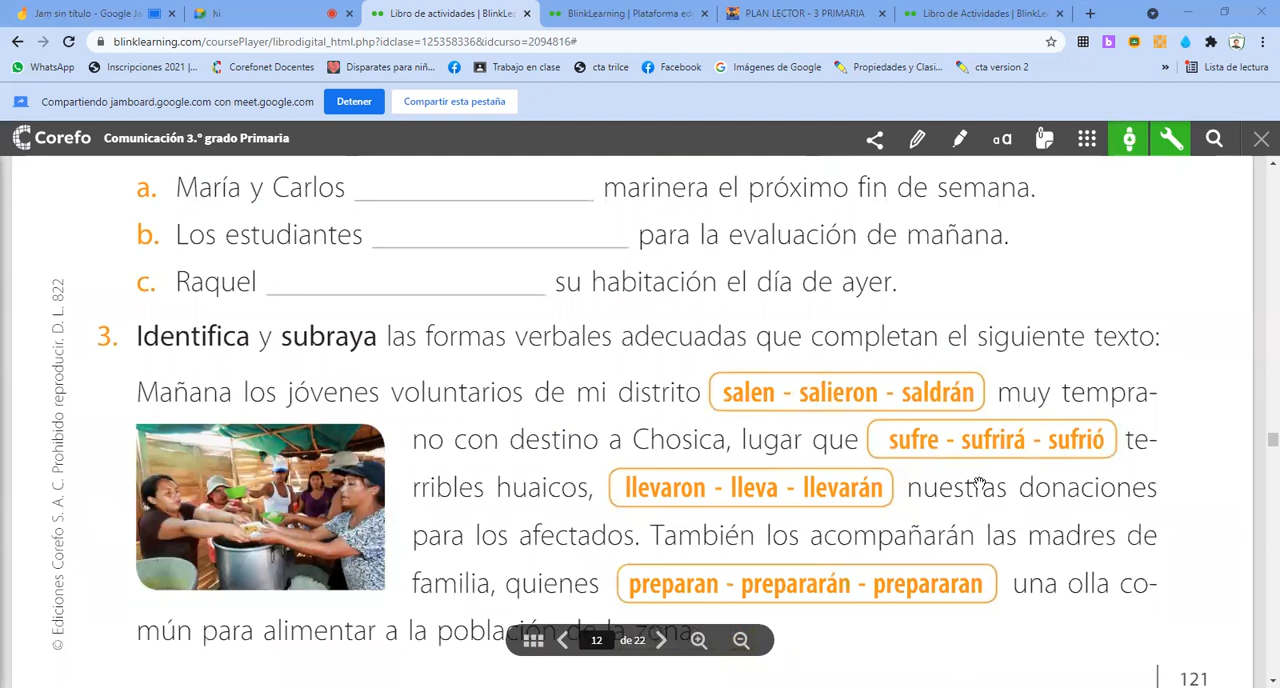 Jam sin título - Google Ja
hi
Libro de actividades | BlinkLe
BlinkLearning | Plataforma ed
PLAN LECTOR - 3 PRIMARIA
Libro de Actividades | BlinkLe
blinklearning.com/coursePlayer/librodigital_html.php?idclase=125358336&idcurso=2094816#
WhatsApp
Inscripciones 2021 |...
Corefonet Docentes
Disparates para niñ...
Trabajo en clase
cta trilce
Facebook
Imágenes de Google
Propiedades y Clasi...
cta version 2
»
Lista de lectura
Compartiendo jamboard.google.com con meet.google.com
Detener
Compartir esta pestaña
Corefo Comunicación 3.º grado Primaria
a. María y Carlos ________ marinera el próximo fin de semana.
b. Los estudiantes ________ para la evaluación de mañana.
c. Raquel ________ su habitación el día de ayer.
3. Identifica y subraya las formas verbales adecuadas que completan el siguiente texto:
Mañana los jóvenes voluntarios de mi distrito salen - salieron - saldrán muy tempra-
no con destino a Chosica, lugar que sufre - sufrirá - sufrió te-
rribles huaicos, llevaron - lleva - llevarán nuestras donaciones
para los afectados. También los acompañarán las madres de
familia, quienes preparan - prepararán - prepararan una olla co-
mún para alimentar a la población de la zona.
12 de 22
121
© Ediciones Corefo S. A. C. Prohibido reproducir. D. L. 822